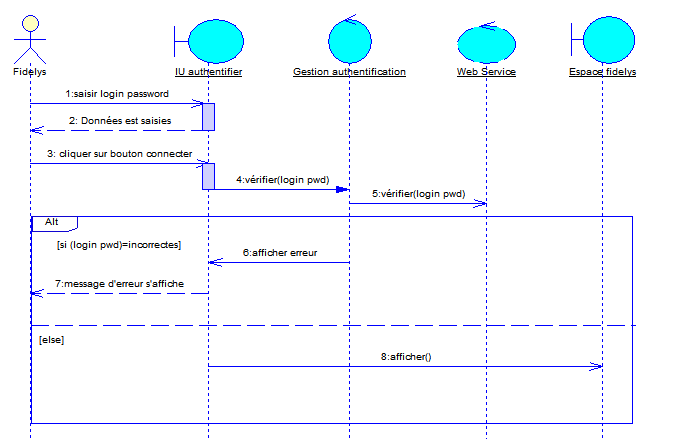 Fidelys
IU authentifier
Gestion authentification
Web Service
Espace fidelys
1:saisir login password
2: Données est saisies
3: cliquer sur bouton connecter
4:vérifier(login pwd)
5:vérifier(login pwd)
Alt
[si (login pwd)=incorrectes]
6:afficher erreur
7:message d'erreur s'affiche
[else]
8:afficher()